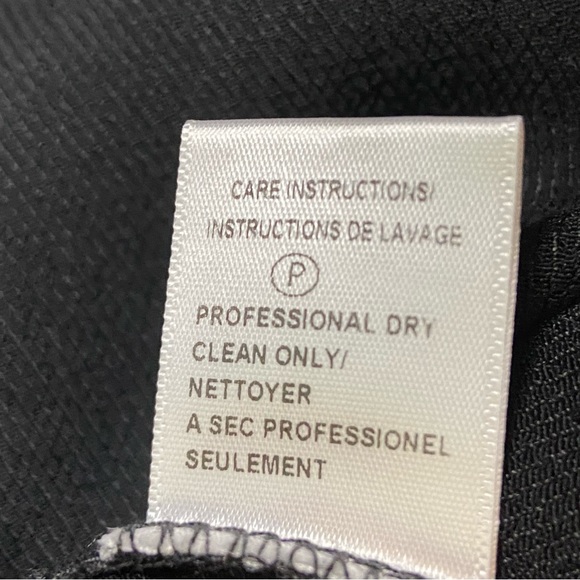 CARE INSTRUCTIONS/
INSTRUCTIONS DE LAVAGE
P
PROFESSIONAL DRY
CLEAN ONLY/
NETTOYER
A SEC PROFESSIONEL
SEULEMENT